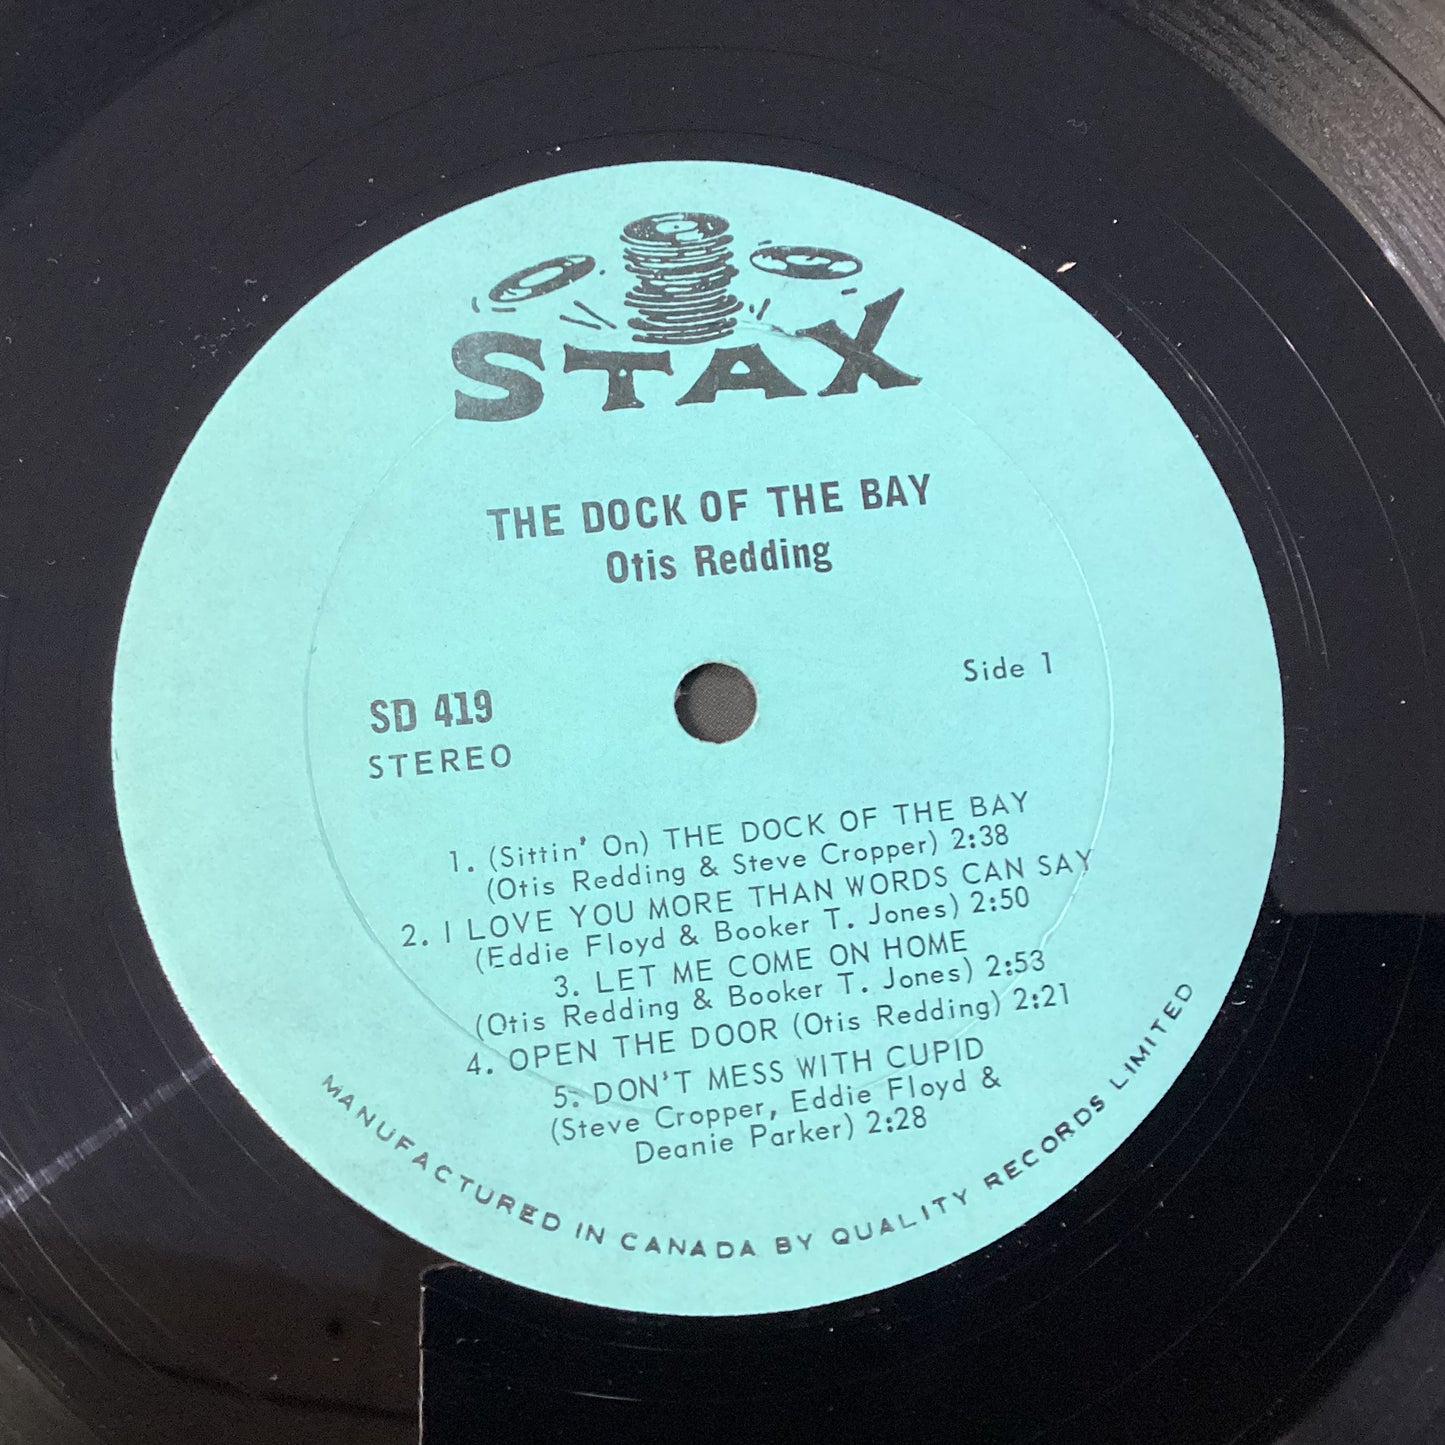 STAX
THE DOCK OF THE BAY
Otis Redding
Side 1
SD 419
STEREO
1. (Sittin' On) THE DOCK OF THE BAY
(Otis Redding & Steve Cropper) 2:38
2. I LOVE YOU MORE THAN WORDS CAN SAY
(Eddie Floyd & Booker T. Jones) 2:50
3. LET ME COME ON HOME
(Otis Redding & Booker T. Jones) 2:53
4. OPEN THE DOOR (Otis Redding) 2:21
5. DON'T MESS WITH CUPID
(Steve Cropper, Eddie Floyd &
Deanie Parker) 2:28
MANUFACTURED IN CANADA BY QUALITY RECORDS LIMITED